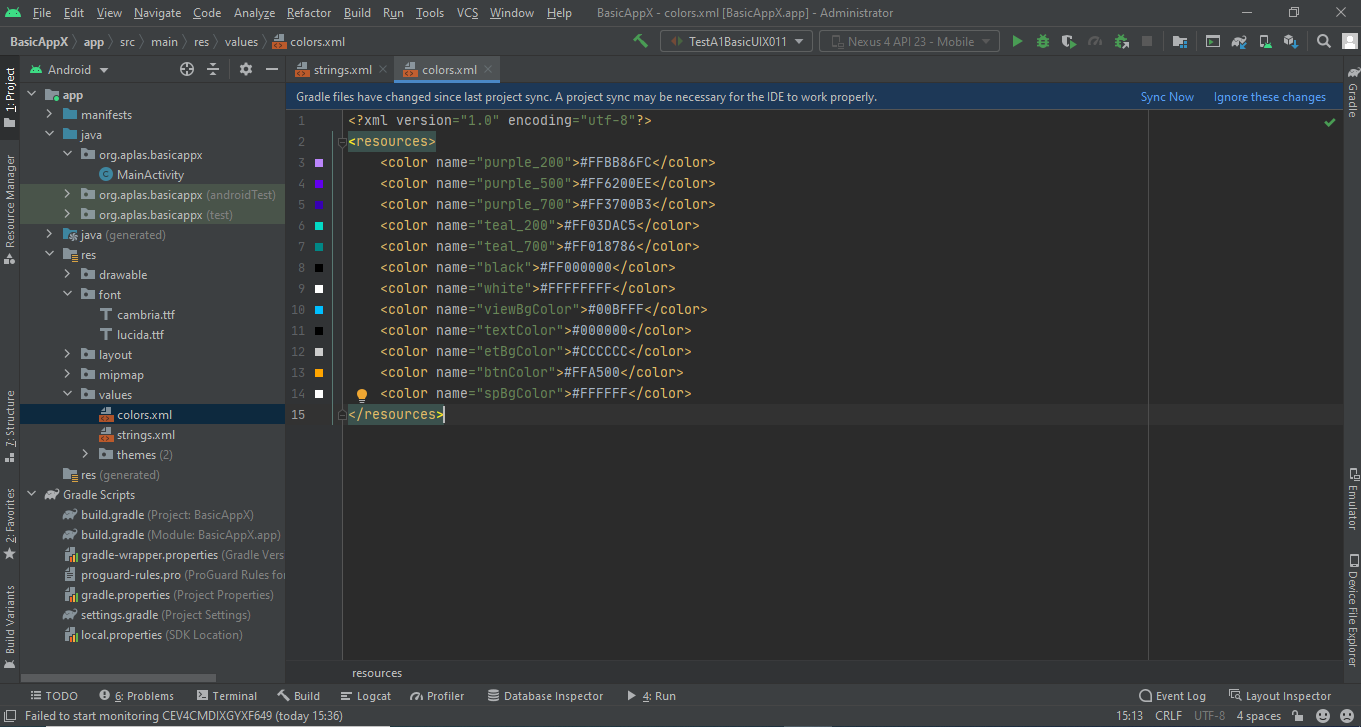 File Edit View Navigate Code Analyze Refactor Build Run Tools VCS Window Help BasicAppX - colors.xml [BasicAppX.app] - Administrator
BasicAppX app src main res values colors.xml TestA1BasicUIX011 Nexus 4 API 23 - Mobile
Android strings.xml colors.xml
1: Project
Resource Manager
7: Structure
2: Favorites
Build Variants
app
manifests
java
org.aplas.basicappx
MainActivity
org.aplas.basicappx (androidTest)
org.aplas.basicappx (test)
java (generated)
res
drawable
font
cambria.ttf
lucida.ttf
layout
mipmap
values
colors.xml
strings.xml
themes (2)
res (generated)
Gradle Scripts
build.gradle (Project: BasicAppX)
build.gradle (Module: BasicAppX.app)
gradle-wrapper.properties (Gradle Vers
proguard-rules.pro (ProGuard Rules for
gradle.properties (Project Properties)
settings.gradle (Project Settings)
local.properties (SDK Location)
Gradle files have changed since last project sync. A project sync may be necessary for the IDE to work properly. Sync Now Ignore these changes
1 <?xml version="1.0" encoding="utf-8"?>
2 <resources>
3 <color name="purple_200">#FFBB86FC</color>
4 <color name="purple_500">#FF6200EE</color>
5 <color name="purple_700">#FF3700B3</color>
6 <color name="teal_200">#FF03DAC5</color>
7 <color name="teal_700">#FF018786</color>
8 <color name="black">#FF000000</color>
9 <color name="white">#FFFFFFFF</color>
10 <color name="viewBgColor">#00BFFF</color>
11 <color name="textColor">#000000</color>
12 <color name="etBgColor">#CCCCCC</color>
13 <color name="btnColor">#FFA500</color>
14 <color name="spBgColor">#FFFFFF</color>
15 </resources>
resources
Gradle
Emulator
Device File Explorer
TODO 6: Problems Terminal Build Logcat Profiler Database Inspector 4: Run Event Log Layout Inspector
Failed to start monitoring CEV4CMDIXGYXF649 (today 15:36) 15:13 CRLF UTF-8 4 spaces